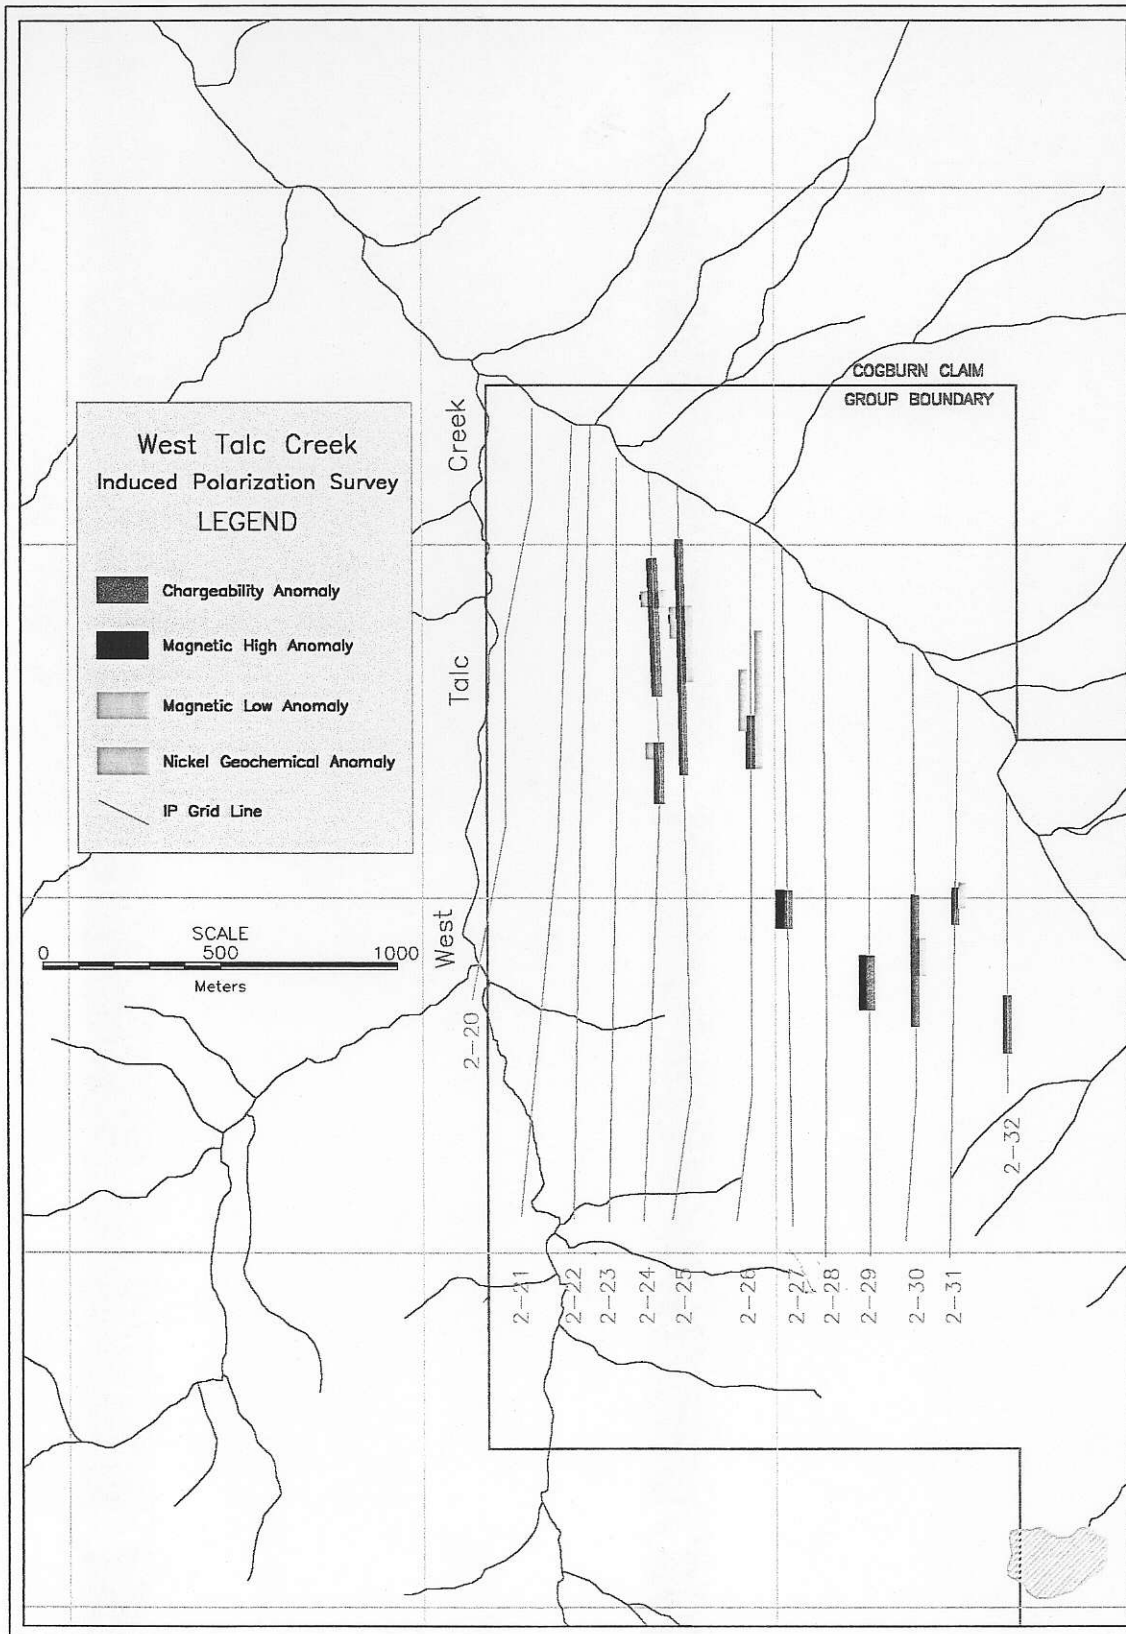 COGBURN CLAIM
GROUP BOUNDARY
West Talc Creek
Induced Polarization Survey
LEGEND
Chargeability Anomaly
Magnetic High Anomaly
Magnetic Low Anomaly
Nickel Geochemical Anomaly
IP Grid Line
SCALE
0 500 1000
Meters
West Talc Creek
2-20
2-21
2-22
2-23
2-24
2-25
2-26
2-27
2-28
2-29
2-30
2-31
2-32